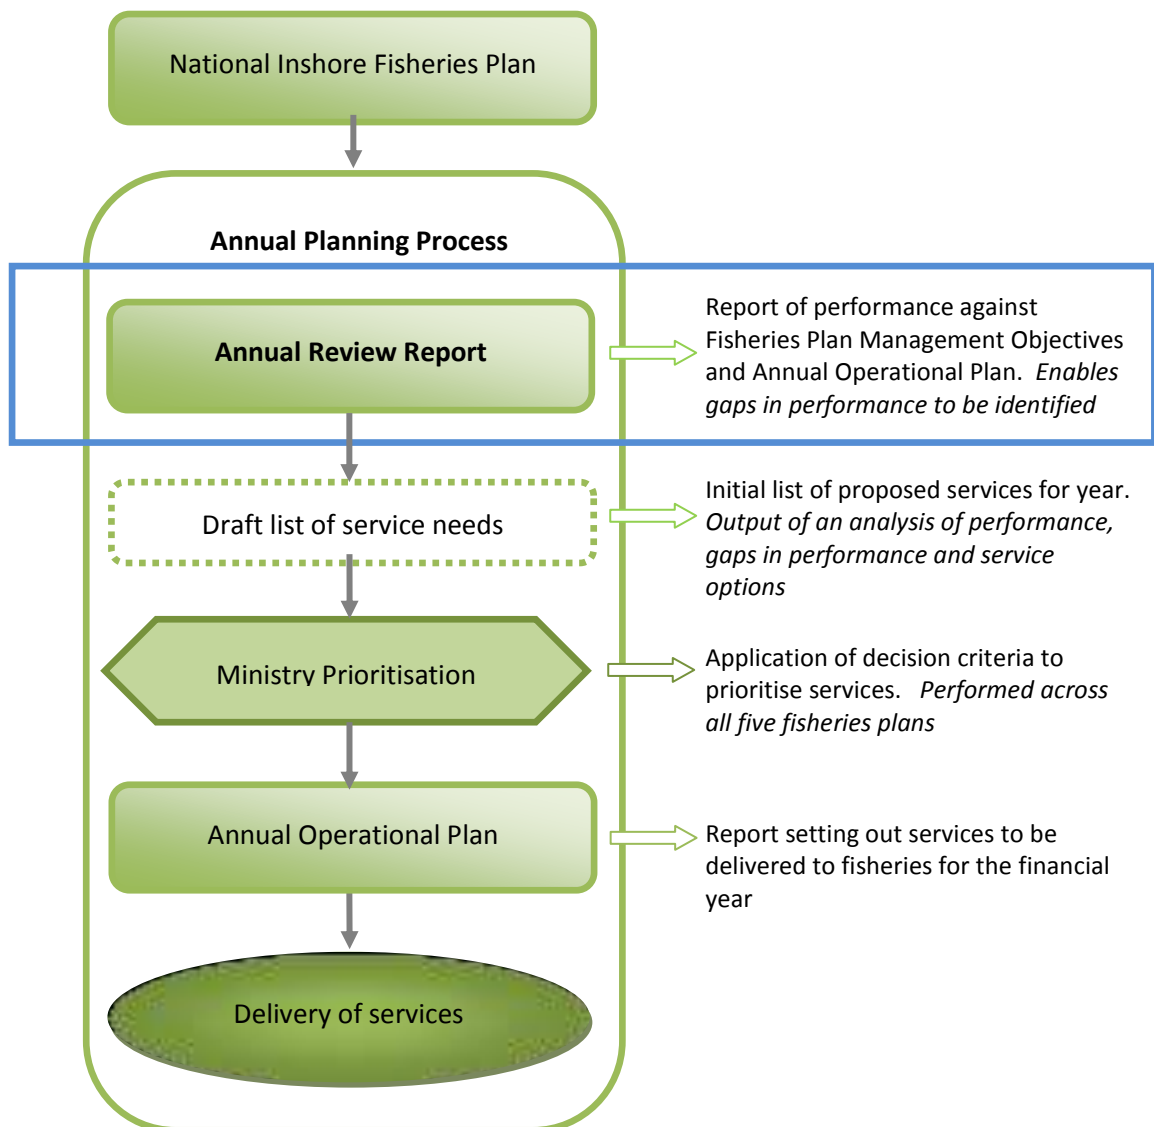 National Inshore Fisheries Plan
Annual Planning Process
Annual Review Report
Report of performance against
Fisheries Plan Management Objectives
and Annual Operational Plan. Enables
gaps in performance to be identified
Draft list of service needs
Initial list of proposed services for year.
Output of an analysis of performance,
gaps in performance and service
options
Ministry Prioritisation
Application of decision criteria to
prioritise services. Performed across
all five fisheries plans
Annual Operational Plan
Report setting out services to be
delivered to fisheries for the financial
year
Delivery of services